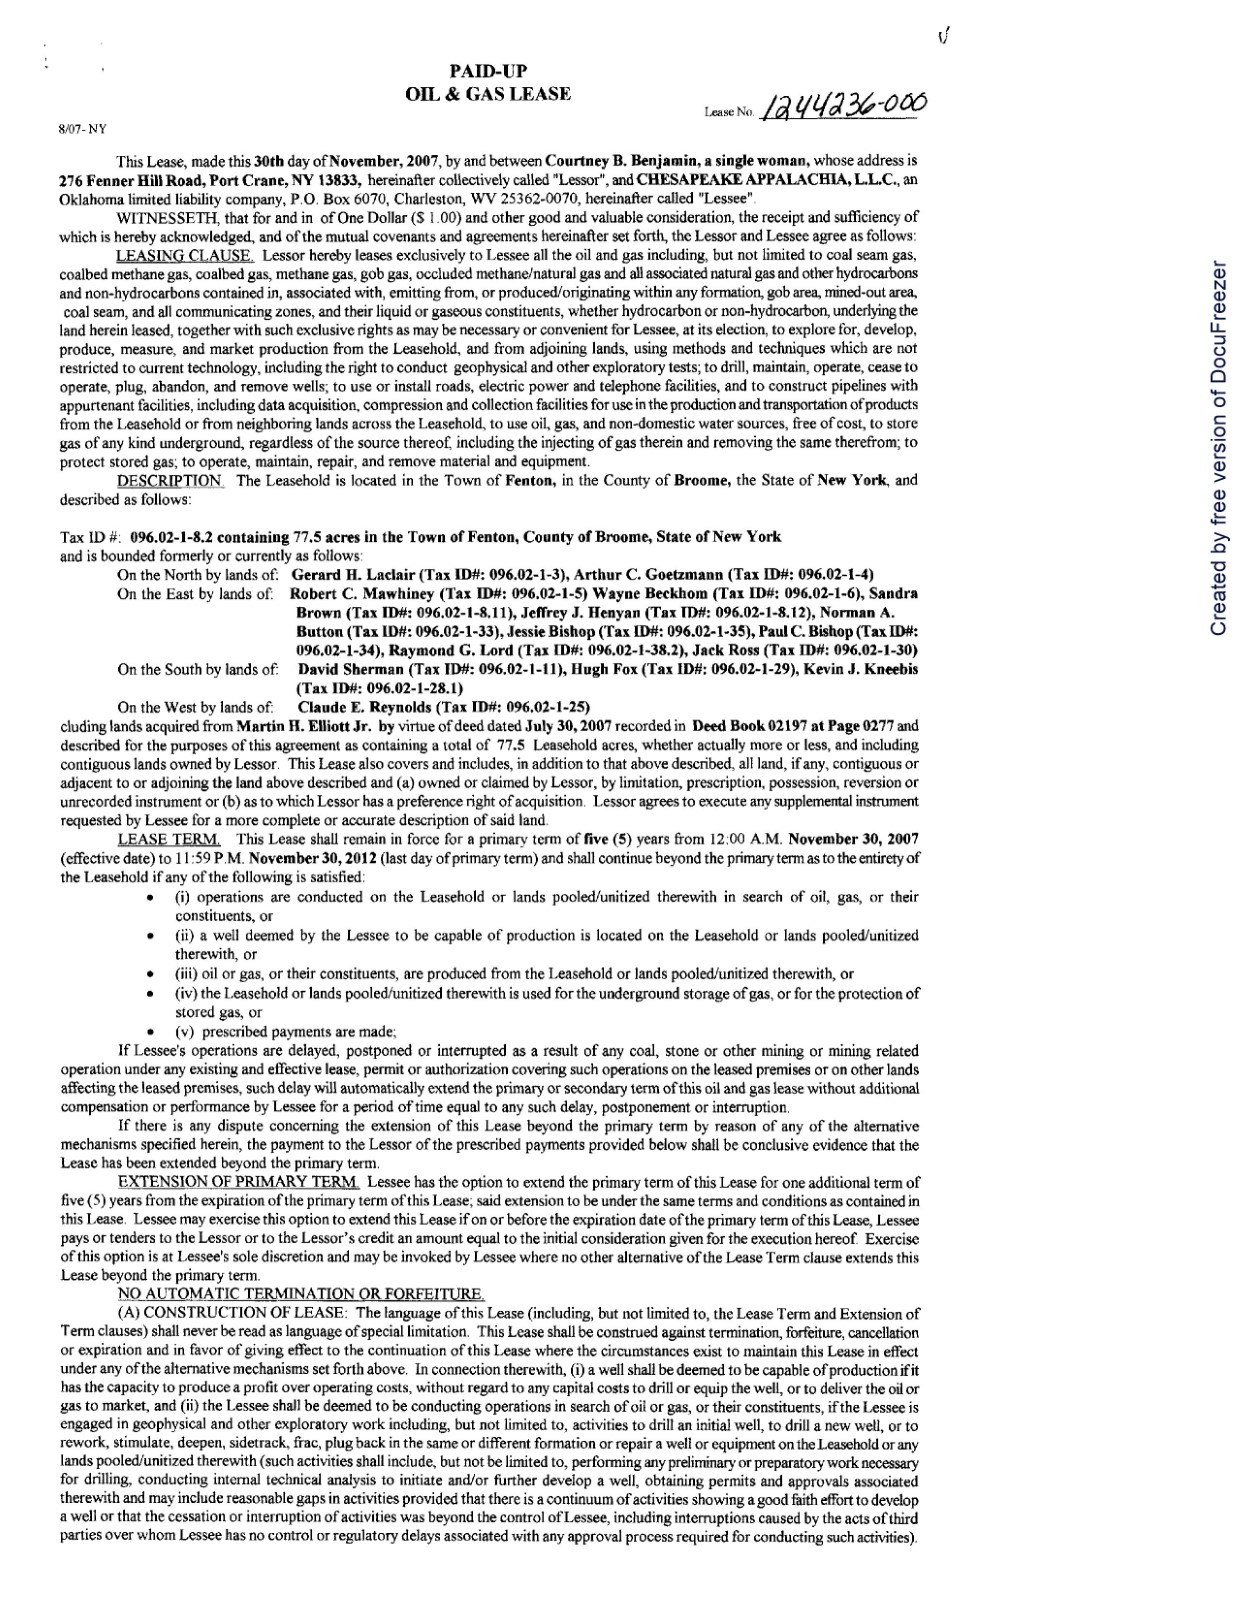 PAID-UP
OIL & GAS LEASE
Lease No. 1244236-000
8/07- NY
This Lease, made this 30th day of November, 2007, by and between Courtney B. Benjamin, a single woman, whose address is
276 Fenner Hill Road, Port Crane, NY 13833, hereinafter collectively called "Lessor", and CHESAPEAKE APPALACHIA, L.L.C., an
Oklahoma limited liability company, P.O. Box 6070, Charleston, WV 25362-0070, hereinafter called "Lessee".
WITNESSETH, that for and in of One Dollar ($ 1.00) and other good and valuable consideration, the receipt and sufficiency of
which is hereby acknowledged, and of the mutual covenants and agreements hereinafter set forth, the Lessor and Lessee agree as follows:
LEASING CLAUSE. Lessor hereby leases exclusively to Lessee all the oil and gas including, but not limited to coal seam gas,
coalbed methane gas, coalbed gas, methane gas, gob gas, occluded methane/natural gas and all associated natural gas and other hydrocarbons
and non-hydrocarbons contained in, associated with, emitting from, or produced/originating within any formation, gob area, mined-out area,
coal seam, and all communicating zones, and their liquid or gaseous constituents, whether hydrocarbon or non-hydrocarbon, underlying the
land herein leased, together with such exclusive rights as may be necessary or convenient for Lessee, at its election, to explore for, develop,
produce, measure, and market production from the Leasehold, and from adjoining lands, using methods and techniques which are not
restricted to current technology, including the right to conduct geophysical and other exploratory tests; to drill, maintain, operate, cease to
operate, plug, abandon, and remove wells; to use or install roads, electric power and telephone facilities, and to construct pipelines with
appurtenant facilities, including data acquisition, compression and collection facilities for use in the production and transportation of products
from the Leasehold or from neighboring lands across the Leasehold, to use oil, gas, and non-domestic water sources, free of cost, to store
gas of any kind underground, regardless of the source thereof, including the injecting of gas therein and removing the same therefrom; to
protect stored gas; to operate, maintain, repair, and remove material and equipment.
DESCRIPTION. The Leasehold is located in the Town of Fenton, in the County of Broome, the State of New York, and
described as follows:
Tax ID #: 096.02-1-8.2 containing 77.5 acres in the Town of Fenton, County of Broome, State of New York
and is bounded formerly or currently as follows:
On the North by lands of: Gerard H. Laclair (Tax ID#: 096.02-1-3), Arthur C. Goetzmann (Tax ID#: 096.02-1-4)
On the East by lands of: Robert C. Mawhiney (Tax ID#: 096.02-1-5) Wayne Beckhom (Tax ID#: 096.02-1-6), Sandra
Brown (Tax ID#: 096.02-1-8.11), Jeffrey J. Henyan (Tax ID#: 096.02-1-8.12), Norman A.
Button (Tax ID#: 096.02-1-33), Jessie Bishop (Tax ID#: 096.02-1-35), Paul C. Bishop (Tax ID#:
096.02-1-34), Raymond G. Lord (Tax ID#: 096.02-1-38.2), Jack Ross (Tax ID#: 096.02-1-30)
On the South by lands of: David Sherman (Tax ID#: 096.02-1-11), Hugh Fox (Tax ID#: 096.02-1-29), Kevin J. Kneebis
(Tax ID#: 096.02-1-28.1)
On the West by lands of: Claude E. Reynolds (Tax ID#: 096.02-1-25)
cluding lands acquired from Martin H. Elliott Jr. by virtue of deed dated July 30, 2007 recorded in Deed Book 02197 at Page 0277 and
described for the purposes of this agreement as containing a total of 77.5 Leasehold acres, whether actually more or less, and including
contiguous lands owned by Lessor. This Lease also covers and includes, in addition to that above described, all land, if any, contiguous or
adjacent to or adjoining the land above described and (a) owned or claimed by Lessor, by limitation, prescription, possession, reversion or
unrecorded instrument or (b) as to which Lessor has a preference right of acquisition. Lessor agrees to execute any supplemental instrument
requested by Lessee for a more complete or accurate description of said land.
LEASE TERM. This Lease shall remain in force for a primary term of five (5) years from 12:00 A.M. November 30, 2007
(effective date) to 11:59 P.M. November 30, 2012 (last day of primary term) and shall continue beyond the primary term as to the entirety of
the Leasehold if any of the following is satisfied:
• (i) operations are conducted on the Leasehold or lands pooled/unitized therewith in search of oil, gas, or their
constituents, or
• (ii) a well deemed by the Lessee to be capable of production is located on the Leasehold or lands pooled/unitized
therewith, or
• (iii) oil or gas, or their constituents, are produced from the Leasehold or lands pooled/unitized therewith, or
• (iv) the Leasehold or lands pooled/unitized therewith is used for the underground storage of gas, or for the protection of
stored gas, or
• (v) prescribed payments are made;
If Lessee's operations are delayed, postponed or interrupted as a result of any coal, stone or other mining or mining related
operation under any existing and effective lease, permit or authorization covering such operations on the leased premises or on other lands
affecting the leased premises, such delay will automatically extend the primary or secondary term of this oil and gas lease without additional
compensation or performance by Lessee for a period of time equal to any such delay, postponement or interruption.
If there is any dispute concerning the extension of this Lease beyond the primary term by reason of any of the alternative
mechanisms specified herein, the payment to the Lessor of the prescribed payments provided below shall be conclusive evidence that the
Lease has been extended beyond the primary term.
EXTENSION OF PRIMARY TERM. Lessee has the option to extend the primary term of this Lease for one additional term of
five (5) years from the expiration of the primary term of this Lease; said extension to be under the same terms and conditions as contained in
this Lease. Lessee may exercise this option to extend this Lease if on or before the expiration date of the primary term of this Lease, Lessee
pays or tenders to the Lessor or to the Lessor's credit an amount equal to the initial consideration given for the execution hereof. Exercise
of this option is at Lessee's sole discretion and may be invoked by Lessee where no other alternative of the Lease Term clause extends this
Lease beyond the primary term.
NO AUTOMATIC TERMINATION OR FORFEITURE.
(A) CONSTRUCTION OF LEASE: The language of this Lease (including, but not limited to, the Lease Term and Extension of
Term clauses) shall never be read as language of special limitation. This Lease shall be construed against termination, forfeiture, cancellation
or expiration and in favor of giving effect to the continuation of this Lease where the circumstances exist to maintain this Lease in effect
under any of the alternative mechanisms set forth above. In connection therewith, (i) a well shall be deemed to be capable of production if it
has the capacity to produce a profit over operating costs, without regard to any capital costs to drill or equip the well, or to deliver the oil or
gas to market, and (ii) the Lessee shall be deemed to be conducting operations in search of oil or gas, or their constituents, if the Lessee is
engaged in geophysical and other exploratory work including, but not limited to, activities to drill an initial well, to drill a new well, or to
rework, stimulate, deepen, sidetrack, frac, plug back in the same or different formation or repair a well or equipment on the Leasehold or any
lands pooled/unitized therewith (such activities shall include, but not be limited to, performing any preliminary or preparatory work necessary
for drilling, conducting internal technical analysis to initiate and/or further develop a well, obtaining permits and approvals associated
therewith and may include reasonable gaps in activities provided that there is a continuum of activities showing a good faith effort to develop
a well or that the cessation or interruption of activities was beyond the control of Lessee, including interruptions caused by the acts of third
parties over whom Lessee has no control or regulatory delays associated with any approval process required for conducting such activities).
Created by free version of DocuFreezer